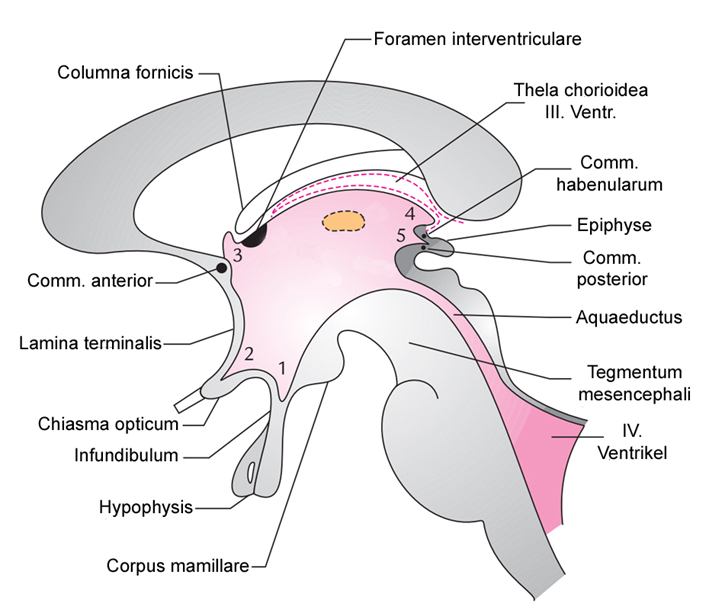 Foramen interventriculare
Columna fornicis
Thela chorioidea
III. Ventr.
Comm.
habenularum
4
Epiphyse
5
3
Comm.
posterior
Comm. anterior
Aquaeductus
Lamina terminalis
2
1
Tegmentum
mesencephali
Chiasma opticum
IV.
Ventrikel
Infundibulum
Hypophysis
Corpus mamillare